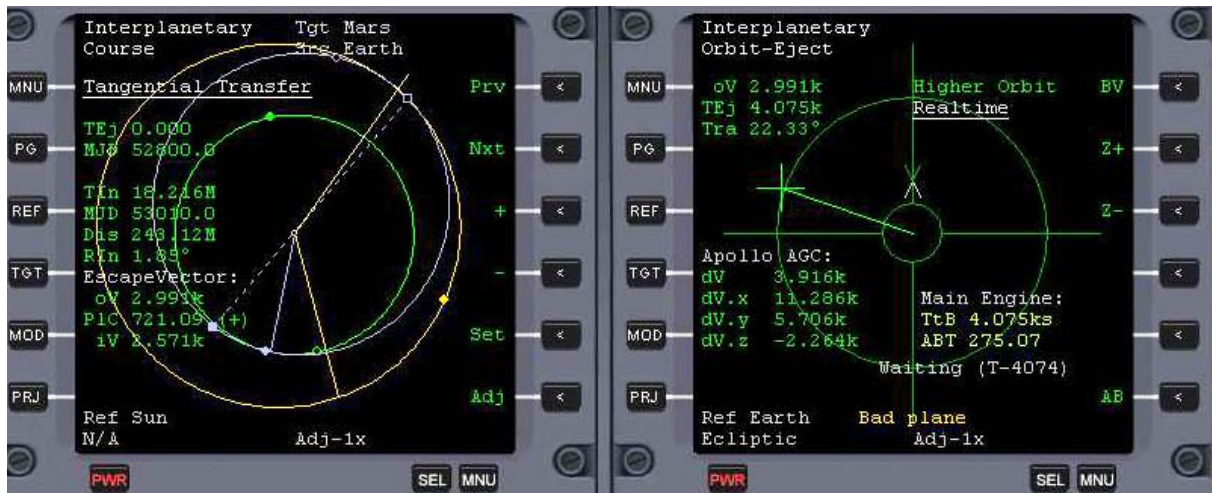 Interplanetary Tgt Mars
Course Src Earth
MNU Tangential Transfer Prv <
TEj 0.000
PG MJD 52800.0 Nxt <
TIn 18.216M
REF MJD 53010.0 + <
Dis 243.12M
RIn 1.85°
TGT EscapeVector: - <
oV 2.991k
MOD PlC 721.09 (+) Set <
iV 2.571k
PRJ Adj <
Ref Sun
N/A Adj-1x
PWR SEL MNU
Interplanetary
Orbit-Eject
MNU oV 2.991k Higher Orbit BV <
TEj 4.075k Realtime
Tra 22.33°
PG Z+ <
REF Z- <
Apollo AGC:
TGT dV 3.916k <
dV.x 11.286k Main Engine:
dV.y 5.706k TtB 4.075ks
MOD dV.z -2.264k ABT 275.07 <
Waiting (T-4074)
PRJ AB <
Ref Earth Bad plane
Ecliptic Adj-1x
PWR SEL MNU